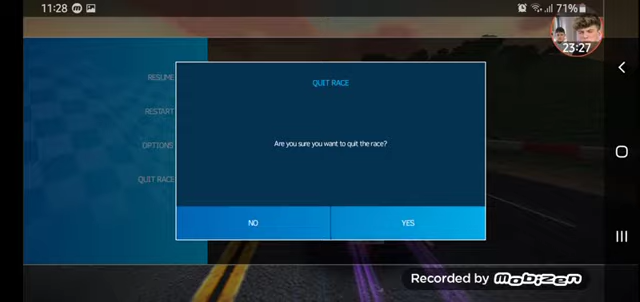 11:28
71%
23:27
RESUME
RESTART
OPTIONS
QUIT RACE
QUIT RACE
Are you sure you want to quit the race?
NO
YES
Recorded by mobizen